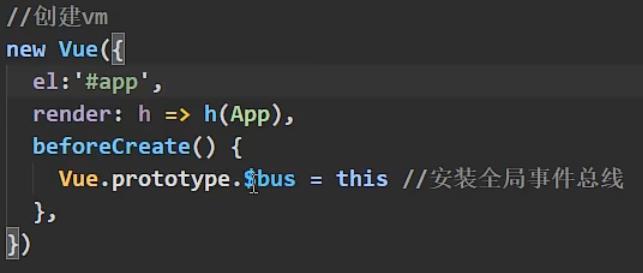 //创建vm
new Vue({
el:'#app',
render: h => h(App),
beforeCreate() {
Vue.prototype.$bus = this //安装全局事件总线
},
})